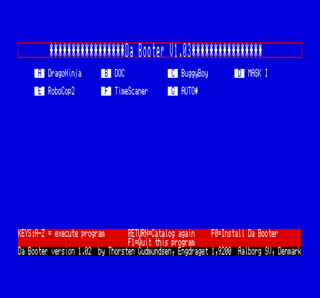 ****************Da Booter V1.03***************
A DragoNinja B DOC C BuggyBoy D MASK I
E RoboCop2 F TimeScaner G AUTO*
KEYS:A-Z = execute program RETURN=Catalog again F0=Install Da Booter
F1=Quit this program
Da Booter version 1.02 by Thorsten Gudmundsen, Engdraget 1,9200 Aalborg SV, Denmark